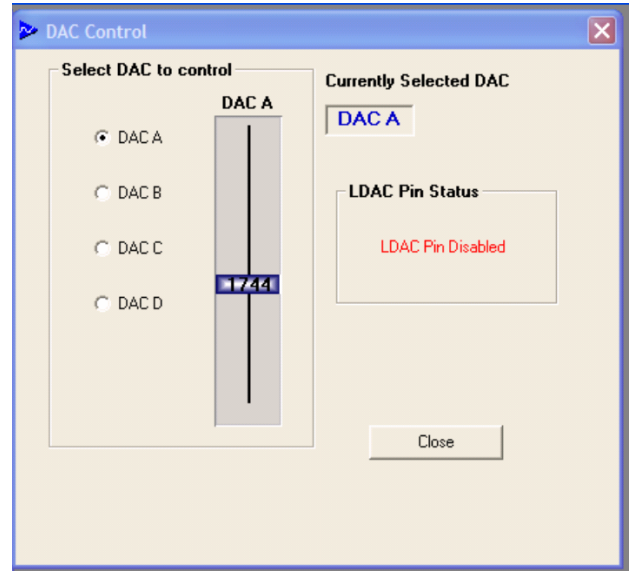 DAC Control
Select DAC to control
DAC A
DAC A
DAC B
DAC C
DAC D
1744
Currently Selected DAC
DAC A
LDAC Pin Status
LDAC Pin Disabled
Close